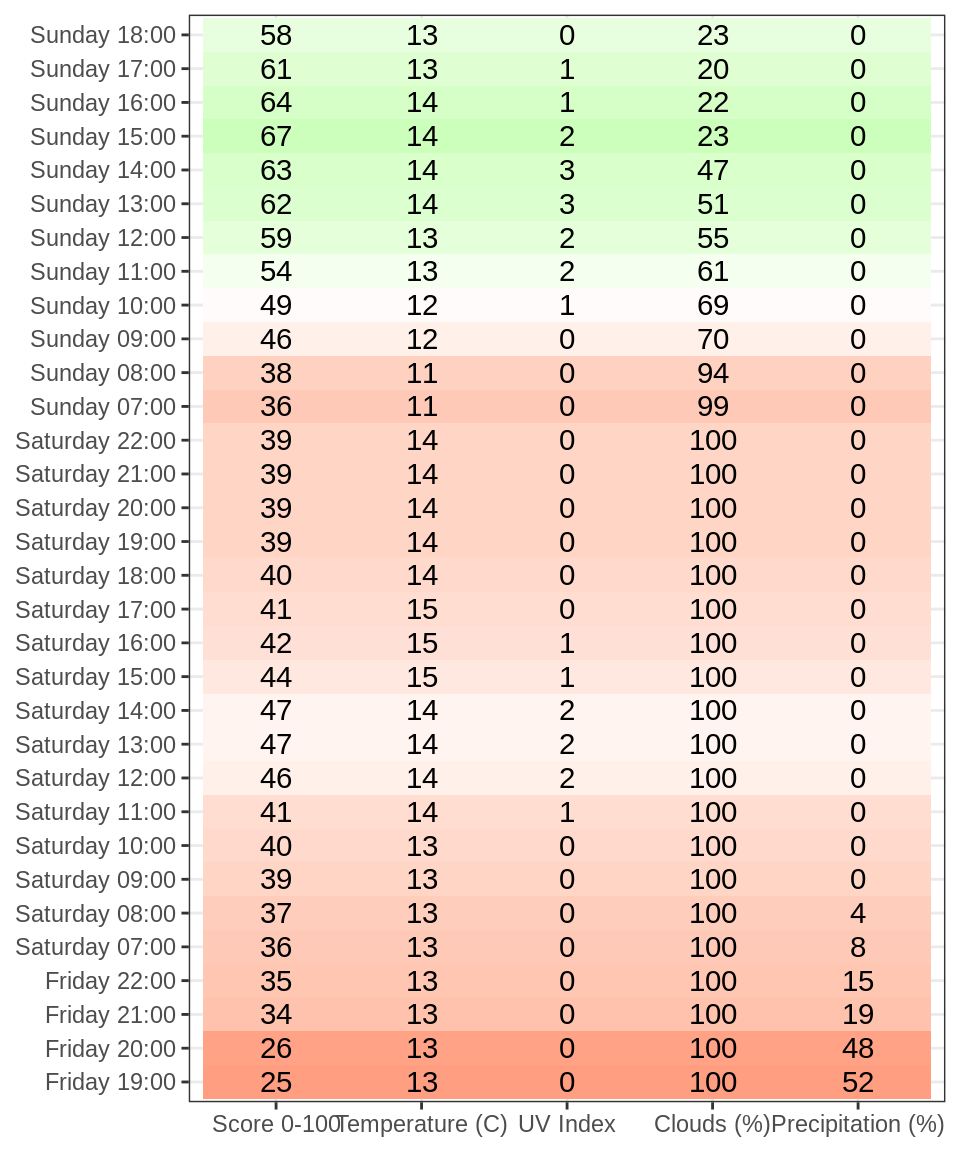 Sunday 18:00 58 13 0 23 0
Sunday 17:00 61 13 1 20 0
Sunday 16:00 64 14 1 22 0
Sunday 15:00 67 14 2 23 0
Sunday 14:00 63 14 3 47 0
Sunday 13:00 62 14 3 51 0
Sunday 12:00 59 13 2 55 0
Sunday 11:00 54 13 2 61 0
Sunday 10:00 49 12 1 69 0
Sunday 09:00 46 12 0 70 0
Sunday 08:00 38 11 0 94 0
Sunday 07:00 36 11 0 99 0
Saturday 22:00 39 14 0 100 0
Saturday 21:00 39 14 0 100 0
Saturday 20:00 39 14 0 100 0
Saturday 19:00 39 14 0 100 0
Saturday 18:00 40 14 0 100 0
Saturday 17:00 41 15 0 100 0
Saturday 16:00 42 15 1 100 0
Saturday 15:00 44 15 1 100 0
Saturday 14:00 47 14 2 100 0
Saturday 13:00 47 14 2 100 0
Saturday 12:00 46 14 2 100 0
Saturday 11:00 41 14 1 100 0
Saturday 10:00 40 13 0 100 0
Saturday 09:00 39 13 0 100 0
Saturday 08:00 37 13 0 100 4
Saturday 07:00 36 13 0 100 8
Friday 22:00 35 13 0 100 15
Friday 21:00 34 13 0 100 19
Friday 20:00 26 13 0 100 48
Friday 19:00 25 13 0 100 52
Score 0-100 Temperature (C) UV Index Clouds (%) Precipitation (%)